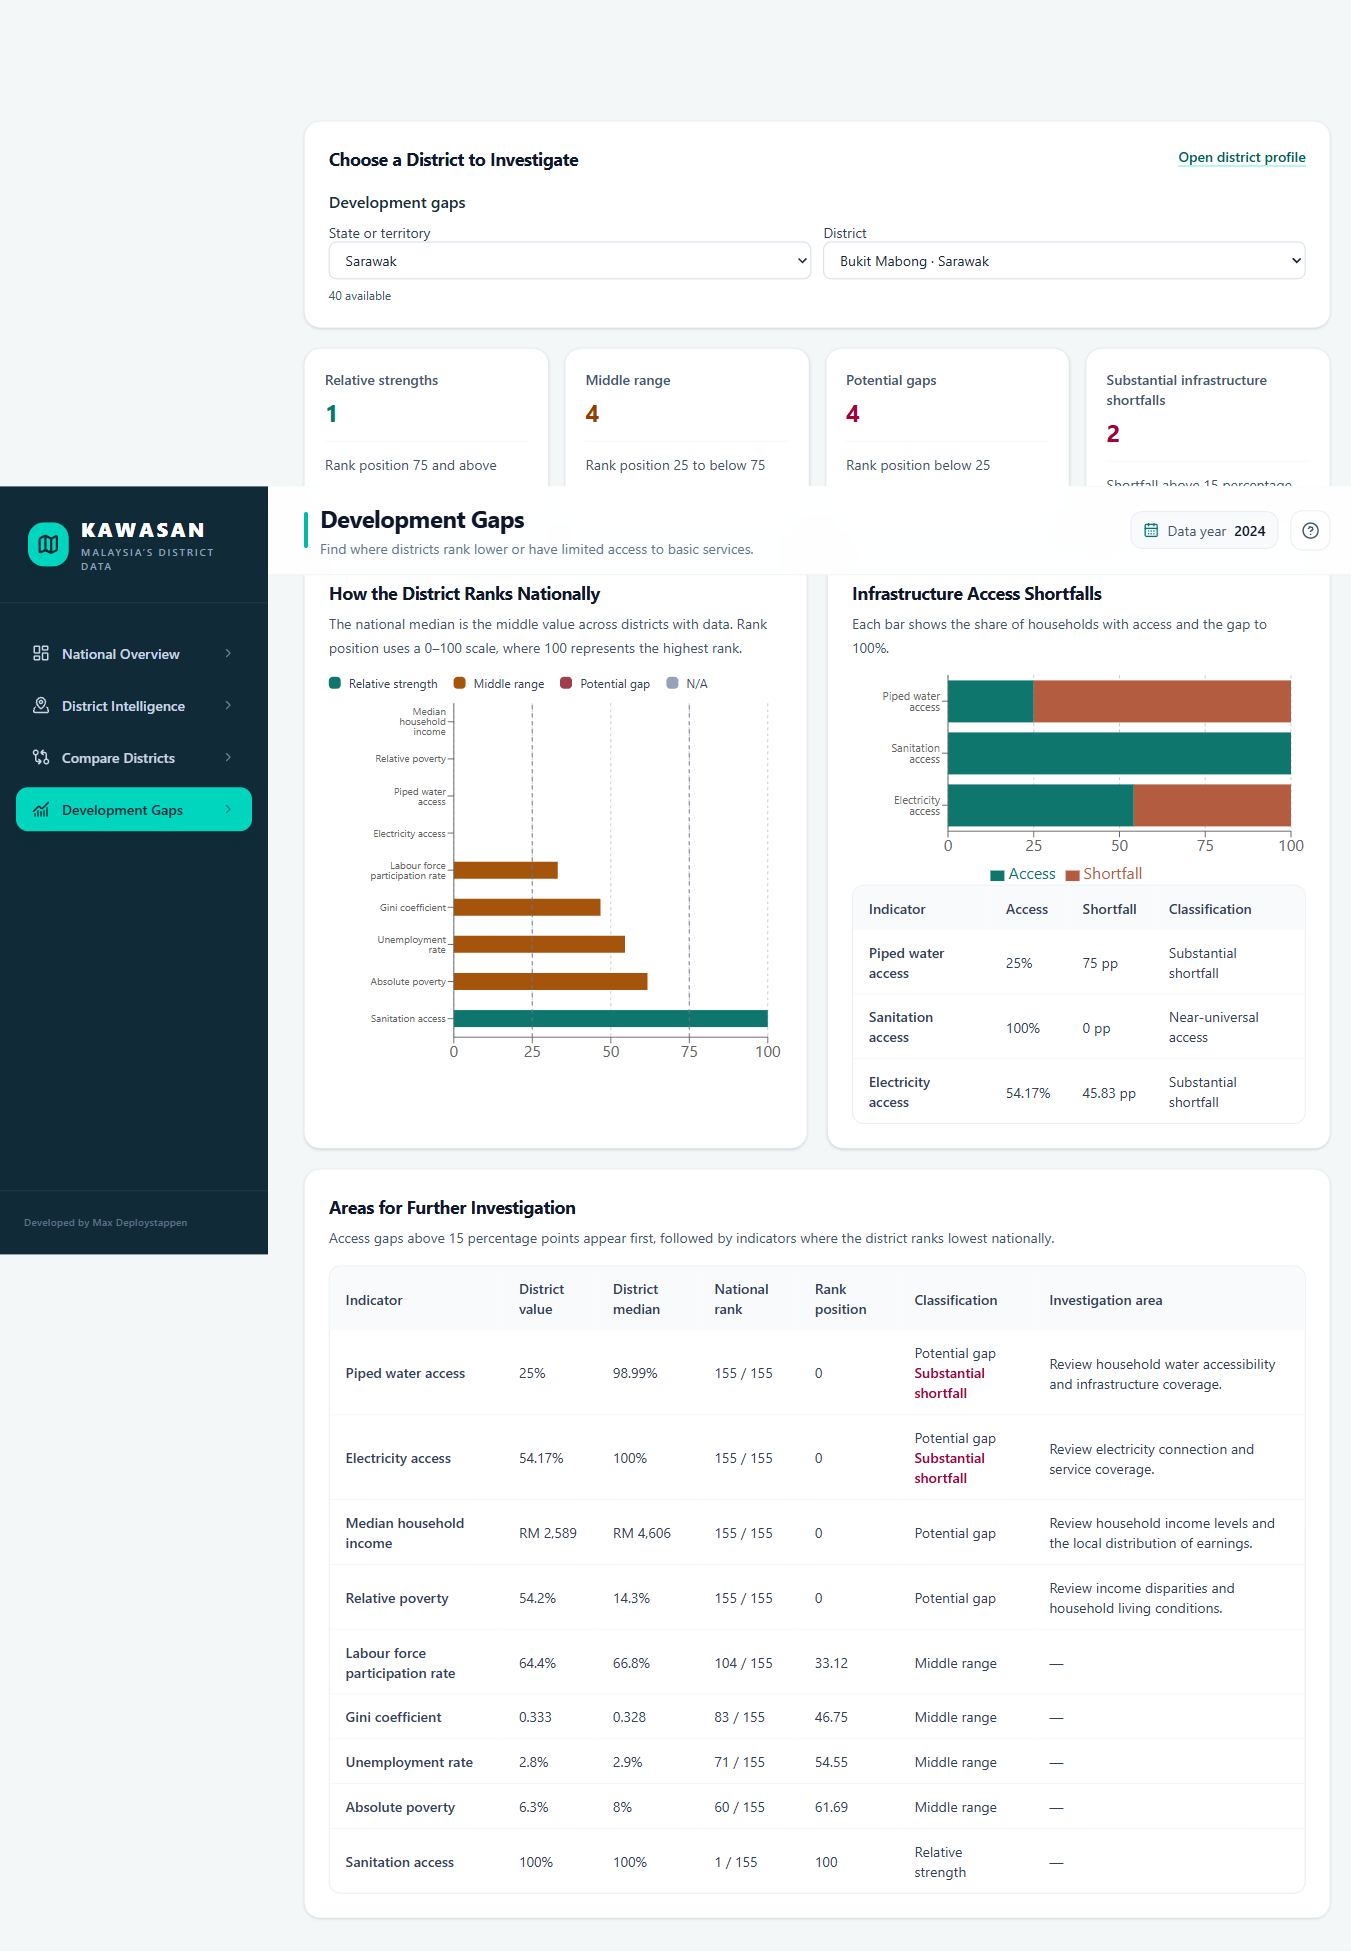 Choose a District to Investigate
Open district profile
Development gaps
State or territory
District
Sarawak
Bukit Mabong · Sarawak
40 available
Relative strengths
1
Rank position 75 and above
Middle range
4
Rank position 25 to below 75
Potential gaps
4
Rank position below 25
Substantial infrastructure
shortfalls
2
Shortfall above 15 percentage
KAWASAN
MALAYSIA'S DISTRICT
DATA
National Overview
District Intelligence
Compare Districts
Development Gaps
Developed by Max Deploystappen
Development Gaps
Find where districts rank lower or have limited access to basic services.
Data year 2024
How the District Ranks Nationally
The national median is the middle value across districts with data. Rank
position uses a 0–100 scale, where 100 represents the highest rank.
Relative strength Middle range Potential gap N/A
Median
household
income
Relative poverty
Piped water
access
Electricity access
Labour force
participation rate
Gini coefficient
Unemployment
rate
Absolute poverty
Sanitation access
0 25 50 75 100
Infrastructure Access Shortfalls
Each bar shows the share of households with access and the gap to
100%.
Piped water
access
Sanitation
access
Electricity
access
0 25 50 75 100
Access Shortfall
Indicator Access Shortfall Classification
Piped water
access
25% 75 pp
Substantial
shortfall
Sanitation
access
100% 0 pp
Near-universal
access
Electricity
access
54.17% 45.83 pp
Substantial
shortfall
Areas for Further Investigation
Access gaps above 15 percentage points appear first, followed by indicators where the district ranks lowest nationally.
Indicator
District
value
District
median
National
rank
Rank
position
Classification
Investigation area
Piped water access 25% 98.99% 155 / 155 0
Potential gap
Substantial
shortfall
Review household water accessibility
and infrastructure coverage.
Electricity access 54.17% 100% 155 / 155 0
Potential gap
Substantial
shortfall
Review electricity connection and
service coverage.
Median household
income
RM 2,589 RM 4,606 155 / 155 0 Potential gap
Review household income levels and
the local distribution of earnings.
Relative poverty 54.2% 14.3% 155 / 155 0 Potential gap
Review income disparities and
household living conditions.
Labour force
participation rate
64.4% 66.8% 104 / 155 33.12 Middle range —
Gini coefficient 0.333 0.328 83 / 155 46.75 Middle range —
Unemployment rate 2.8% 2.9% 71 / 155 54.55 Middle range —
Absolute poverty 6.3% 8% 60 / 155 61.69 Middle range —
Sanitation access 100% 100% 1 / 155 100
Relative
strength
—